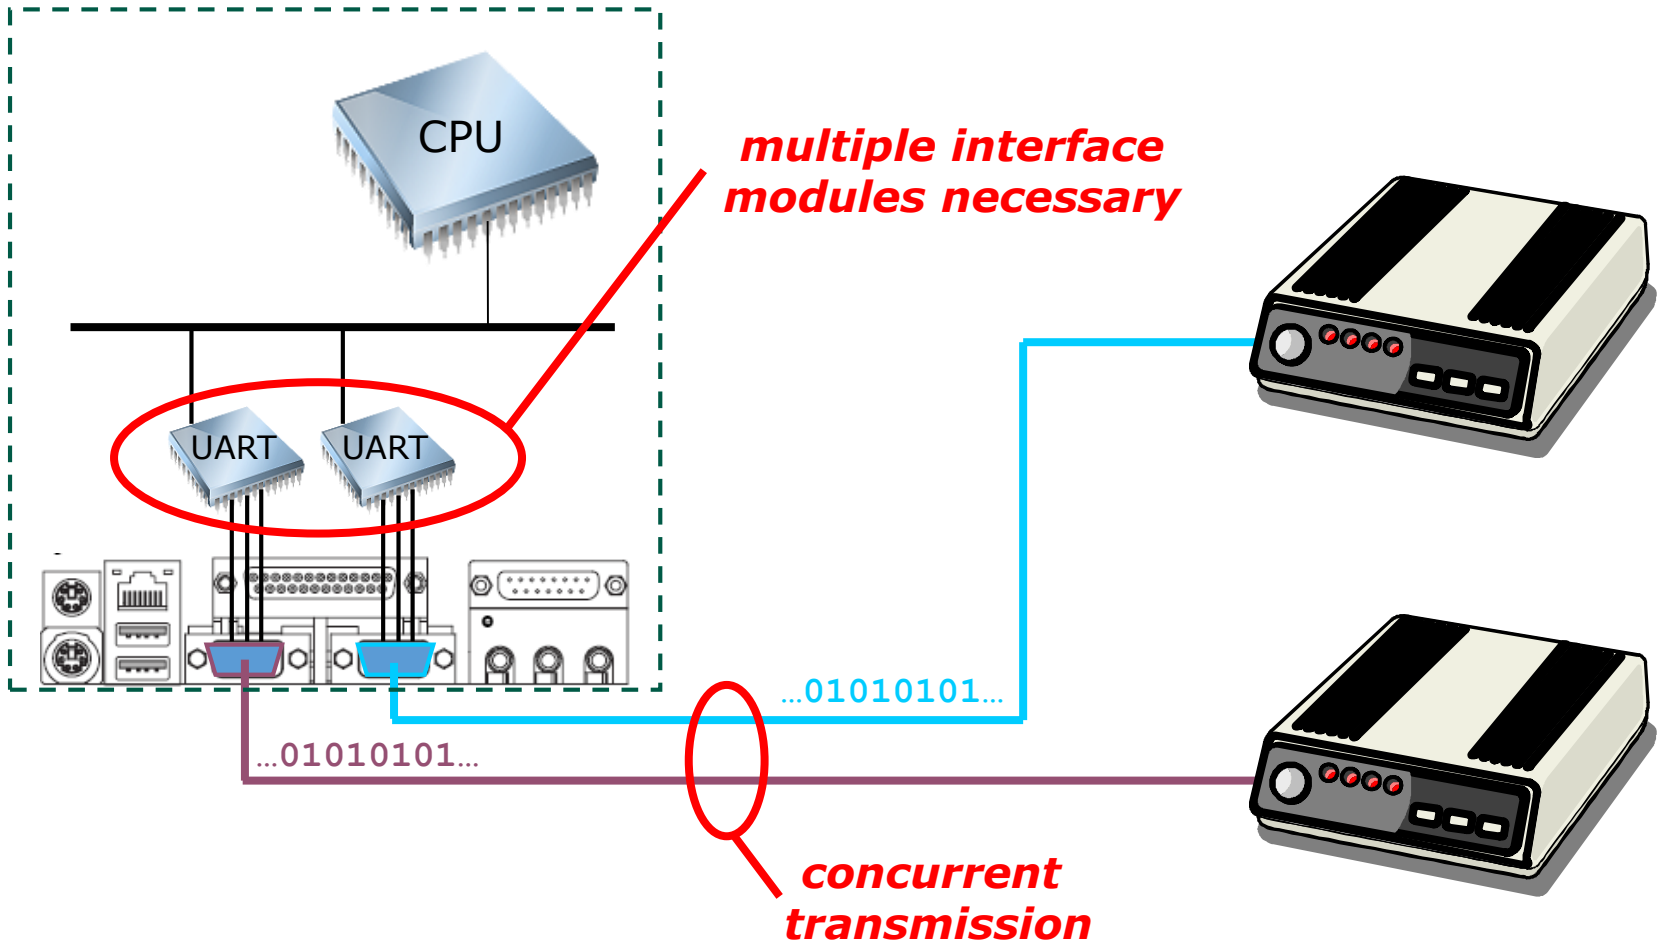 CPU
multiple interface
modules necessary
UART
UART
...01010101...
...01010101...
concurrent
transmission